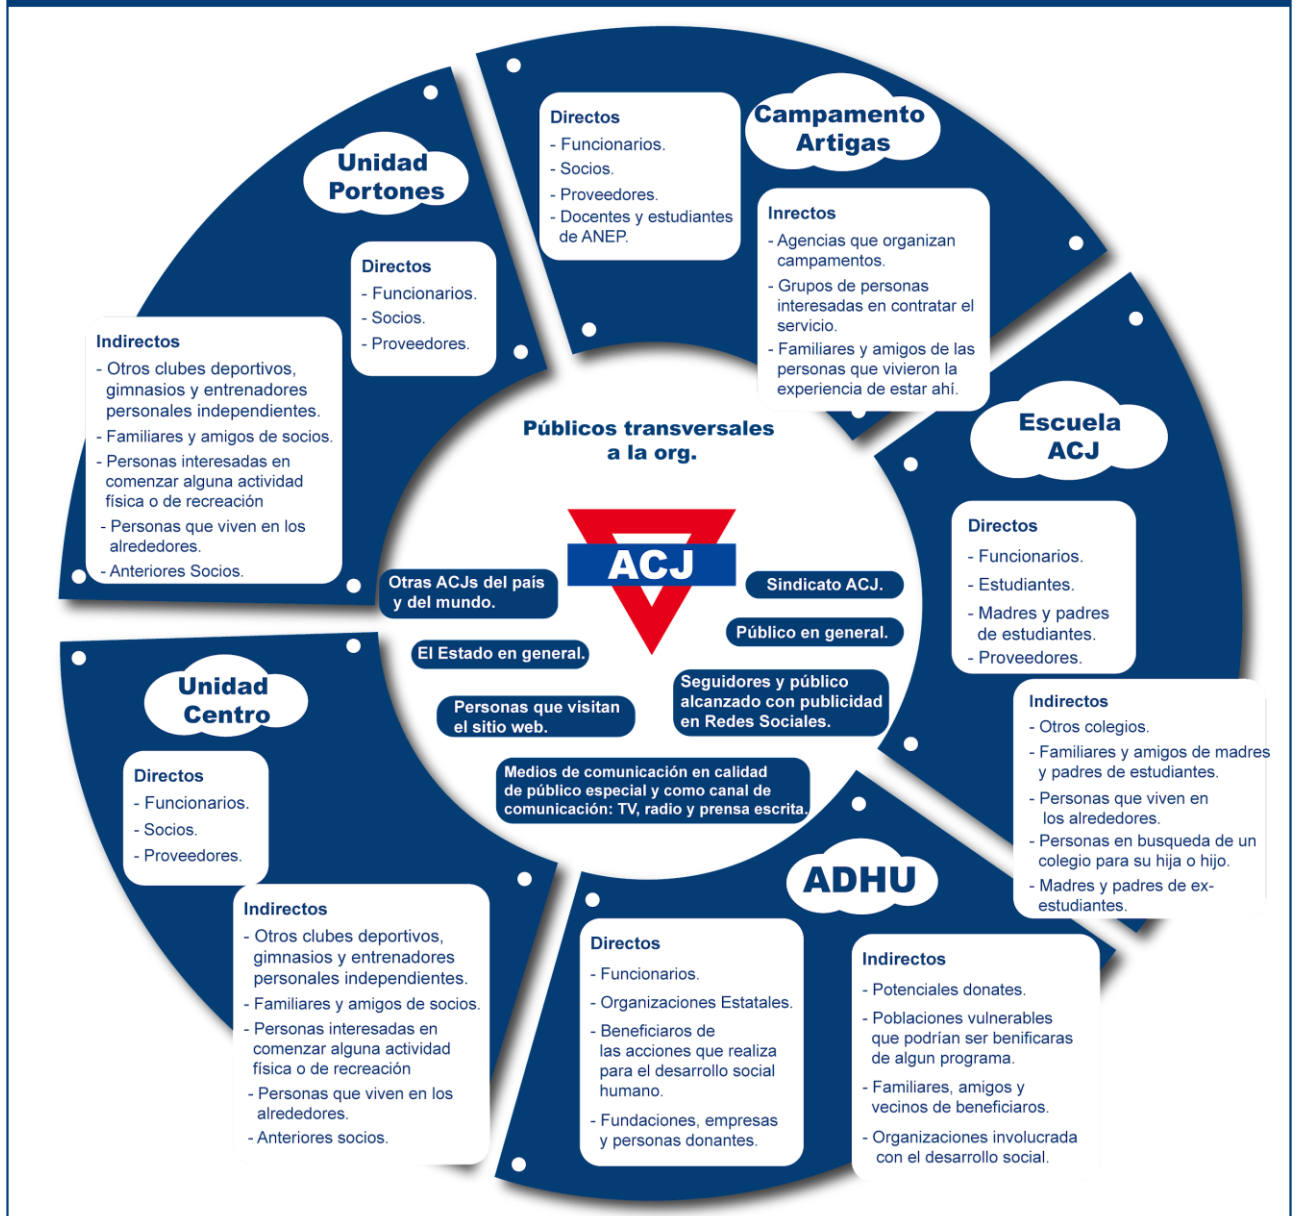 Unidad
Portones
Directos
- Funcionarios.
- Socios.
- Proveedores.
Indirectos
- Otros clubes deportivos,
gimnasios y entrenadores
personales independientes.
- Familiares y amigos de socios.
- Personas interesadas en
comenzar alguna actividad
física o de recreación
- Personas que viven en los
alrededores.
- Anteriores Socios.
Campamento
Artigas
Directos
- Funcionarios.
- Socios.
- Proveedores.
- Docentes y estudiantes
de ANEP.
Inrectos
- Agencias que organizan
campamentos.
- Grupos de personas
interesadas en contratar el
servicio.
- Familiares y amigos de las
personas que vivieron la
experiencia de estar ahí.
Escuela
ACJ
Directos
- Funcionarios.
- Estudiantes.
- Madres y padres
de estudiantes.
- Proveedores.
Indirectos
- Otros colegios.
- Familiares y amigos de madres
y padres de estudiantes.
- Personas que viven en
los alrededores.
- Personas en busqueda de un
colegio para su hija o hijo.
- Madres y padres de ex-
estudiantes.
Públicos transversales
a la org.
ACJ
Otras ACJs del país
y del mundo.
Sindicato ACJ.
Público en general.
El Estado en general.
Seguidores y público
alcanzado con publicidad
en Redes Sociales.
Personas que visitan
el sitio web.
Medios de comunicación en calidad
de público especial y como canal de
comunicación: TV, radio y prensa escrita.
Unidad
Centro
Directos
- Funcionarios.
- Socios.
- Proveedores.
Indirectos
- Otros clubes deportivos,
gimnasios y entrenadores
personales independientes.
- Familiares y amigos de socios.
- Personas interesadas en
comenzar alguna actividad
física o de recreación
- Personas que viven en los
alrededores.
- Anteriores socios.
ADHU
Directos
- Funcionarios.
- Organizaciones Estatales.
- Beneficiaros de
las acciones que realiza
para el desarrollo social
humano.
- Fundaciones, empresas
y personas donantes.
Indirectos
- Potenciales donates.
- Poblaciones vulnerables
que podrían ser benificaras
de algun programa.
- Familiares, amigos y
vecinos de beneficiaros.
- Organizaciones involucrada
con el desarrollo social.